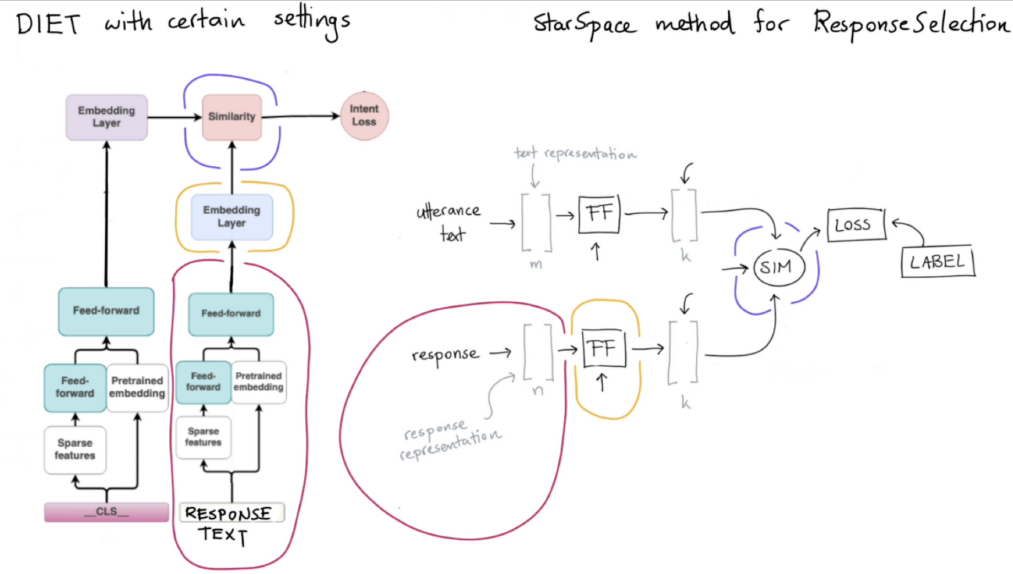 DIET with certain settings
StarSpace method for ResponseSelection
Embedding
Layer
Similarity
Intent
Loss
Embedding
Layer
Feed-forward
Feed-forward
Feed-
forward
Pretrained
embedding
Feed-
forward
Pretrained
embedding
Sparse
features
Sparse
features
__CLS__
RESPONSE
TEXT
text representation
utterance
text
m
FF
k
SIM
LOSS
LABEL
response
n
FF
k
response
representation